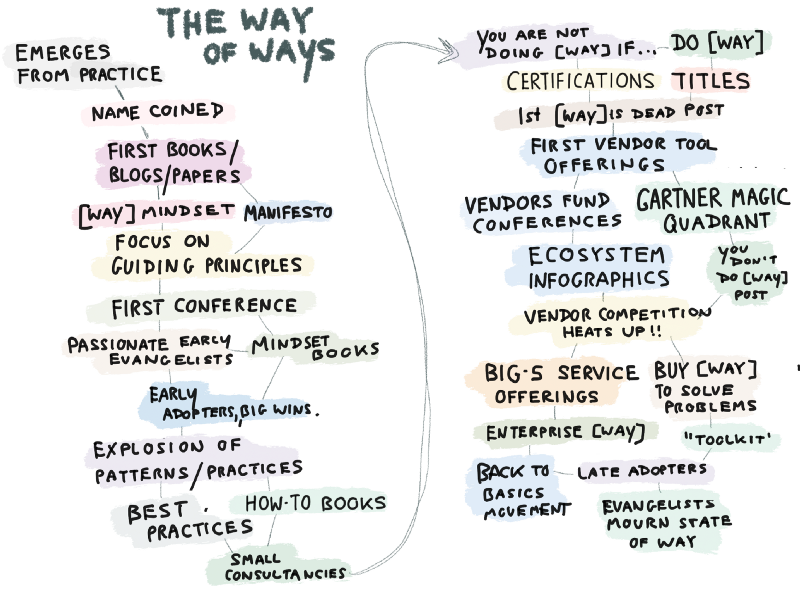 THE WAY
OF WAYS
EMERGES
FROM PRACTICE
NAME COINED
FIRST BOOKS/
BLOGS/PAPERS
[WAY] MINDSET
MANIFESTO
FOCUS ON
GUIDING PRINCIPLES
FIRST CONFERENCE
PASSIONATE EARLY
EVANGELISTS
MINDSET
BOOKS
EARLY
ADOPTERS, BIG WINS.
EXPLOSION OF
PATTERNS/PRACTICES
BEST
PRACTICES
HOW-TO BOOKS
SMALL
CONSULTANCIES
YOU ARE NOT
DOING [WAY] IF...
DO [WAY]
CERTIFICATIONS
TITLES
1st [WAY] IS DEAD POST
FIRST VENDOR TOOL
OFFERINGS
VENDORS FUND
CONFERENCES
GARTNER MAGIC
QUADRANT
ECOSYSTEM
INFOGRAPHICS
YOU
DON'T
DO [WAY]
POST
VENDOR COMPETITION
HEATS UP!!
BIG-5 SERVICE
OFFERINGS
BUY [WAY]
TO SOLVE
PROBLEMS
ENTERPRISE [WAY]
"TOOLKIT'
BACK TO
BASICS
MOVEMENT
LATE ADOPTERS
EVANGELISTS
MOURN STATE
OF WAY